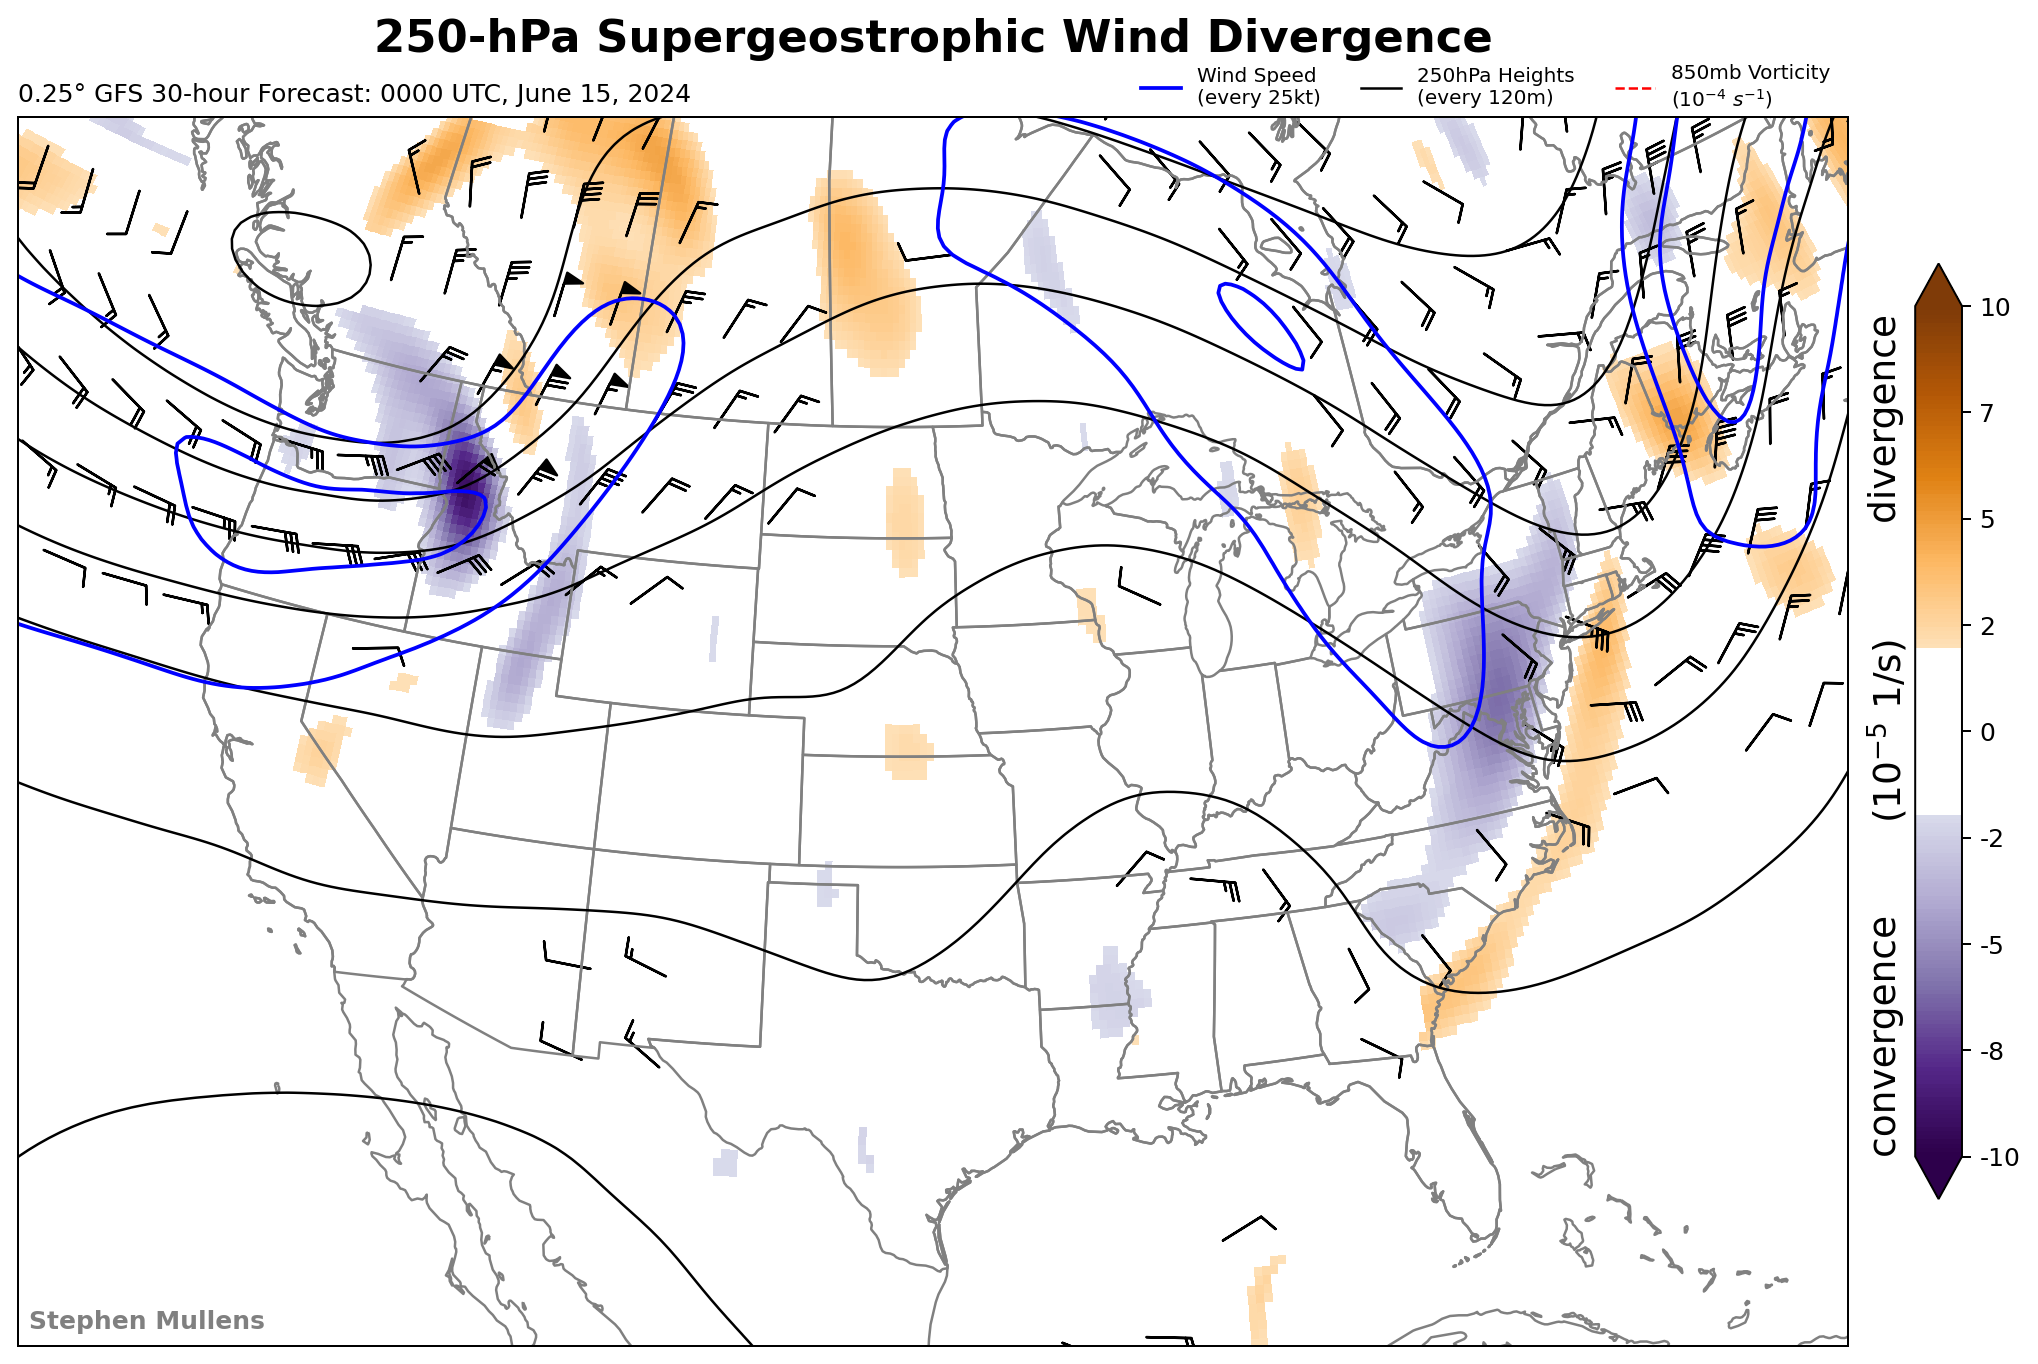 250-hPa Supergeostrophic Wind Divergence
0.25° GFS 30-hour Forecast: 0000 UTC, June 15, 2024
Wind Speed
(every 25kt)
250hPa Heights
(every 120m)
850mb Vorticity
(10⁻⁴ s⁻¹)
10
7
5
2
0
-2
-5
-8
-10
convergence (10⁻⁵ 1/s) divergence
Stephen Mullens